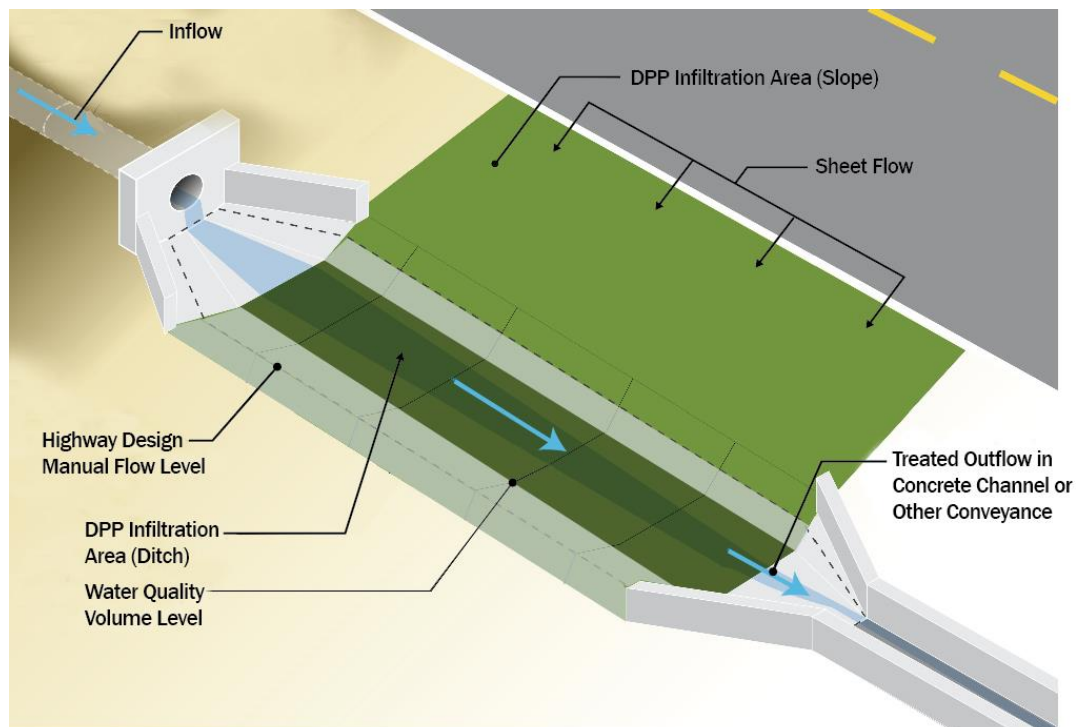 Inflow
DPP Infiltration Area (Slope)
Sheet Flow
Highway Design
Manual Flow Level
DPP Infiltration
Area (Ditch)
Water Quality
Volume Level
Treated Outflow in
Concrete Channel or
Other Conveyance